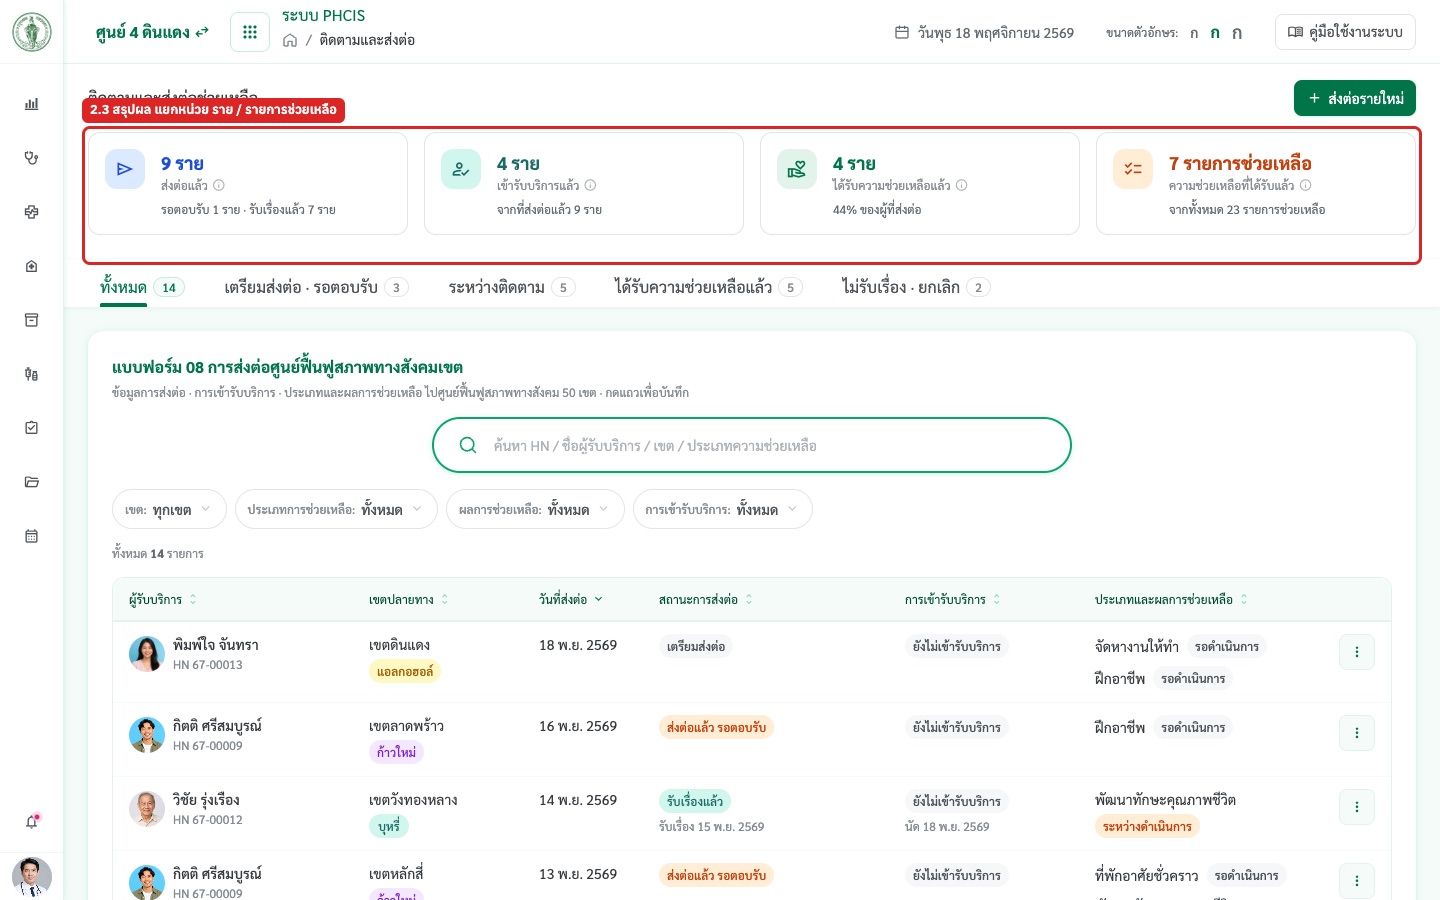 ศูนย์ 4 ดินแดง
ระบบ PHCIS
/ ติดตามและส่งต่อ
วันพุธ 18 พฤศจิกายน 2569
ขนาดตัวอักษร: ก ก ก
คู่มือใช้งานระบบ
ติดตามและส่งต่อช่วยเหลือ
2.3 สรุปผล แยกหน่วย ราย / รายการช่วยเหลือ
+ ส่งต่อรายใหม่
9 ราย
ส่งต่อแล้ว
รอตอบรับ 1 ราย · รับเรื่องแล้ว 7 ราย
4 ราย
เข้ารับบริการแล้ว
จากที่ส่งต่อแล้ว 9 ราย
4 ราย
ได้รับความช่วยเหลือแล้ว
44% ของผู้ที่ส่งต่อ
7 รายการช่วยเหลือ
ความช่วยเหลือที่ได้รับแล้ว
จากทั้งหมด 23 รายการช่วยเหลือ
ทั้งหมด 14 เตรียมส่งต่อ · รอตอบรับ 3 ระหว่างติดตาม 5 ได้รับความช่วยเหลือแล้ว 5 ไม่รับเรื่อง · ยกเลิก 2
แบบฟอร์ม 08 การส่งต่อศูนย์ฟื้นฟูสภาพทางสังคมเขต
ข้อมูลการส่งต่อ · การเข้ารับบริการ · ประเภทและผลการช่วยเหลือ ไปศูนย์ฟื้นฟูสภาพทางสังคม 50 เขต · กดแถวเพื่อบันทึก
ค้นหา HN / ชื่อผู้รับบริการ / เขต / ประเภทความช่วยเหลือ
เขต: ทุกเขต ประเภทการช่วยเหลือ: ทั้งหมด ผลการช่วยเหลือ: ทั้งหมด การเข้ารับบริการ: ทั้งหมด
ทั้งหมด 14 รายการ
ผู้รับบริการ เขตปลายทาง วันที่ส่งต่อ สถานะการส่งต่อ การเข้ารับบริการ ประเภทและผลการช่วยเหลือ
พิมพ์ใจ จันทรา เขตดินแดง 18 พ.ย. 2569 เตรียมส่งต่อ ยังไม่เข้ารับบริการ จัดหางานให้ทำ รอดำเนินการ
HN 67-00013 แอลกอฮอล์ ฝึกอาชีพ รอดำเนินการ
กิตติ ศรีสมบูรณ์ เขตลาดพร้าว 16 พ.ย. 2569 ส่งต่อแล้ว รอตอบรับ ยังไม่เข้ารับบริการ ฝึกอาชีพ รอดำเนินการ
HN 67-00009 ก้าวใหม่
วิชัย รุ่งเรือง เขตวังทองหลาง 14 พ.ย. 2569 รับเรื่องแล้ว ยังไม่เข้ารับบริการ พัฒนาทักษะคุณภาพชีวิต
HN 67-00012 บุหรี่ รับเรื่อง 15 พ.ย. 2569 นัด 18 พ.ย. 2569 ระหว่างดำเนินการ
กิตติ ศรีสมบูรณ์ เขตหลักสี่ 13 พ.ย. 2569 ส่งต่อแล้ว รอตอบรับ ยังไม่เข้ารับบริการ ที่พักอาศัยชั่วคราว รอดำเนินการ
HN 67-00009 ก้าวใหม่